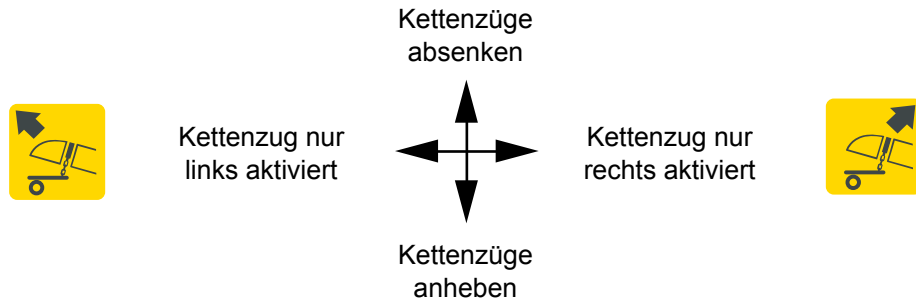 Kettenzüge
absenken
Kettenzug nur
links aktiviert
Kettenzug nur
rechts aktiviert
Kettenzüge
anheben